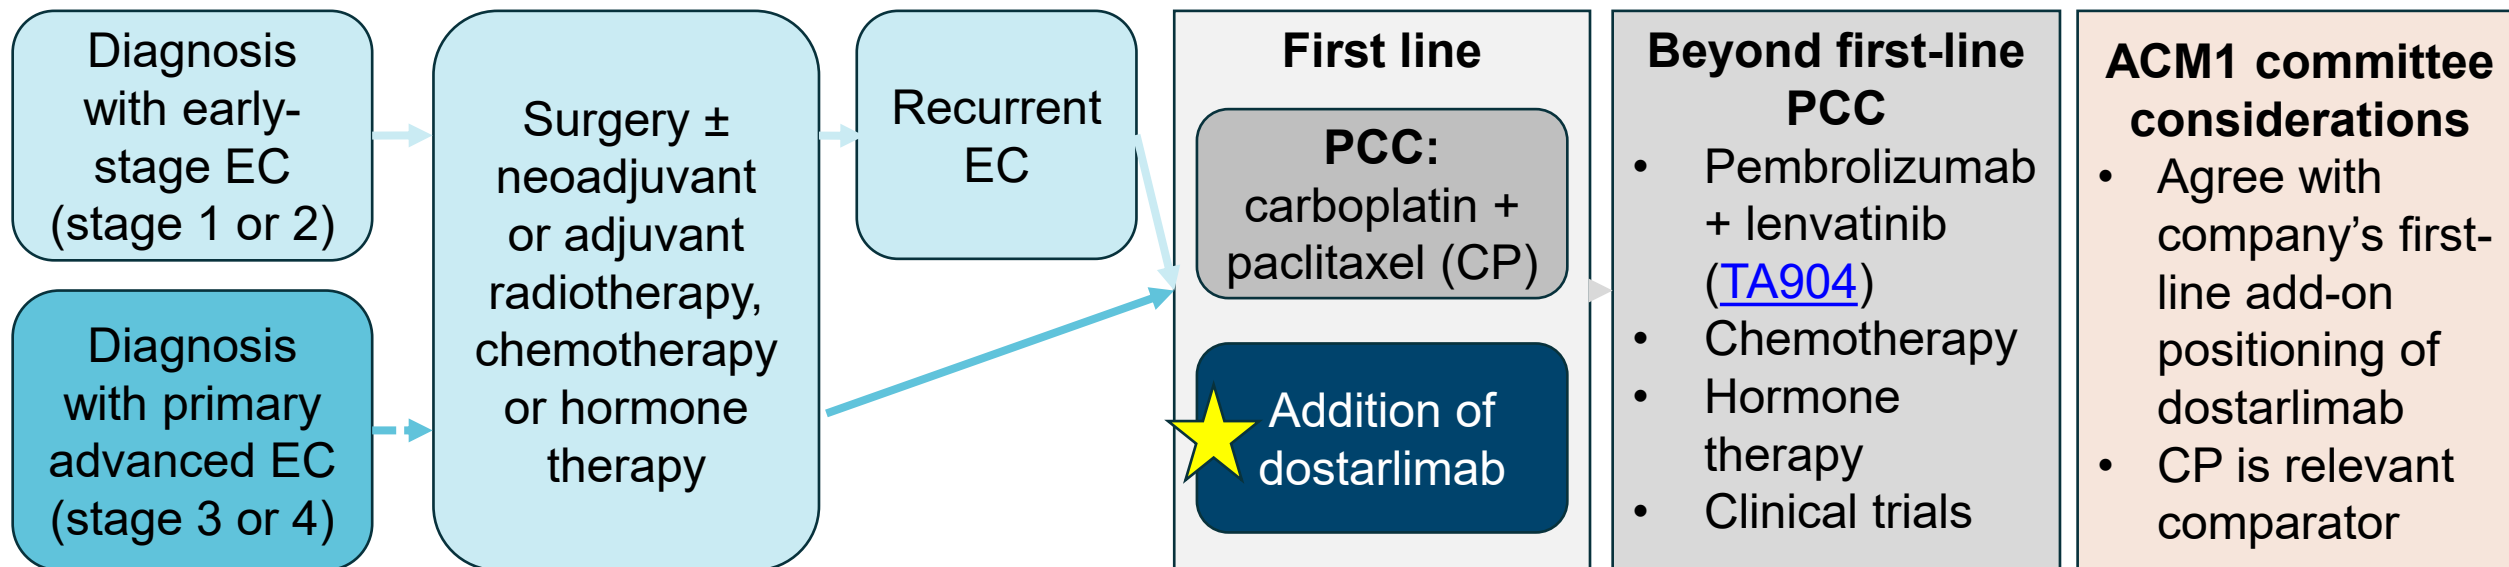 Diagnosis
with early-
stage EC
(stage 1 or 2)
Diagnosis
with primary
advanced EC
(stage 3 or 4)
Surgery ±
neoadjuvant
or adjuvant
radiotherapy,
chemotherapy
or hormone
therapy
Recurrent
EC
First line
PCC:
carboplatin +
paclitaxel (CP)
Addition of
dostarlimab
Beyond first-line
PCC
• Pembrolizumab
+ lenvatinib
(TA904)
• Chemotherapy
• Hormone
therapy
• Clinical trials
ACM1 committee
considerations
• Agree with
company’s first-
line add-on
positioning of
dostarlimab
• CP is relevant
comparator